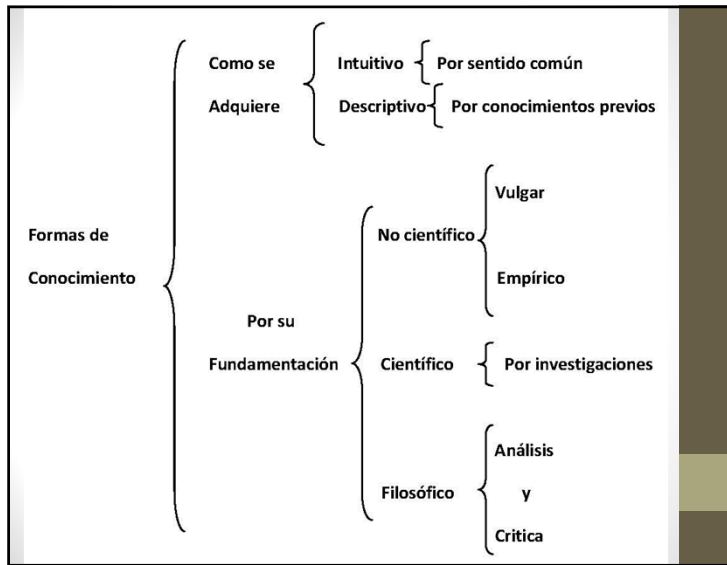 Formas de
Conocimiento
Como se
Adquiere
Intuitivo
Por sentido común
Descriptivo
Por conocimientos previos
Por su
Fundamentación
No científico
Vulgar
Empírico
Científico
Por investigaciones
Filosófico
Análisis
y
Critica